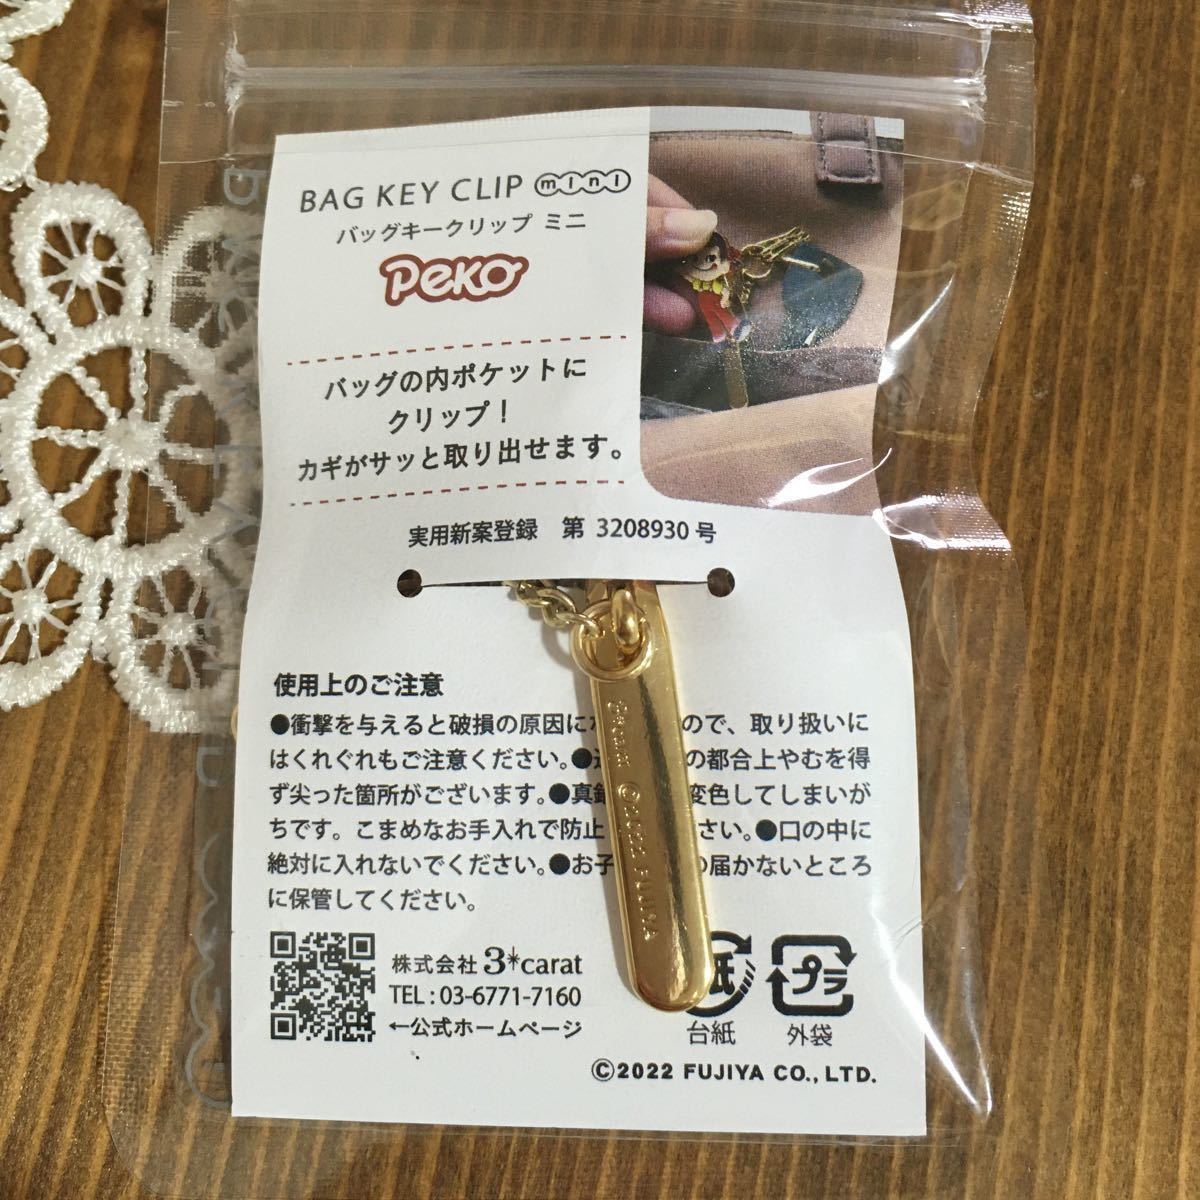 BAG KEY CLIP mini
バッグキークリップ ミニ
Peko
バッグの内ポケットに
クリップ!
カギがサッと取り出せます。
実用新案登録 第 3208930 号
使用上のご注意
●衝撃を与えると破損の原因に ので、取り扱いに
はくれぐれもご注意ください。● の都合上やむを得
ず尖った箇所がございます。●真 変色してしまいが
ちです。こまめなお手入れで防止 さい。●口の中に
絶対に入れないでください。●お子 の届かないところ
に保管してください。
©2022 FUJIYA
株式会社 3*carat
TEL : 03-6771-7160
←公式ホームページ
紙
台紙
プラ
外袋
©2022 FUJIYA CO., LTD.